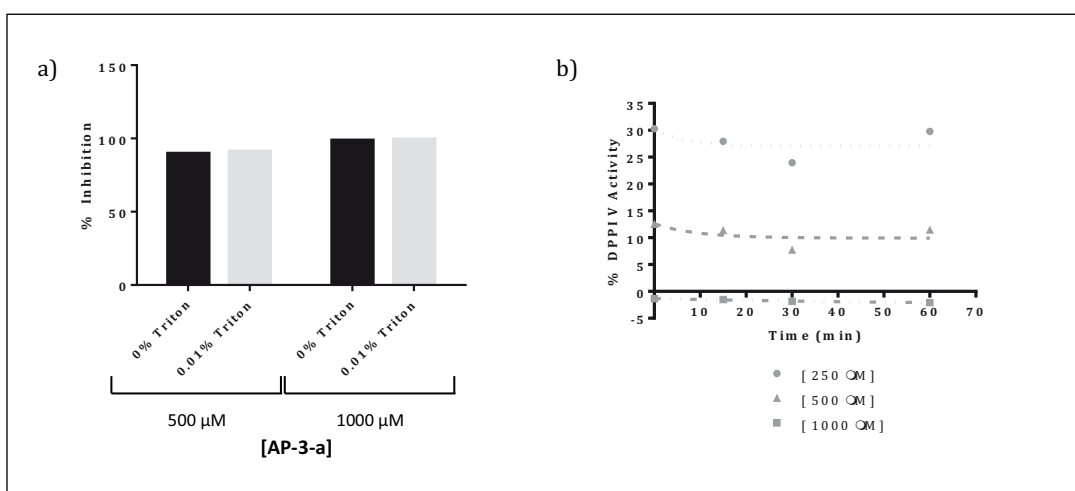 a)
150
100
50
0
% Inhibition
0% Triton
0.01% Triton
0% Triton
0.01% Triton
500 µM
1000 µM
[AP-3-a]
b)
35
30
25
20
15
10
5
0
-5
% DPPIV Activity
10 20 30 40 50 60 70
Time (min)
[250 M]
[500 M]
[1000 M]